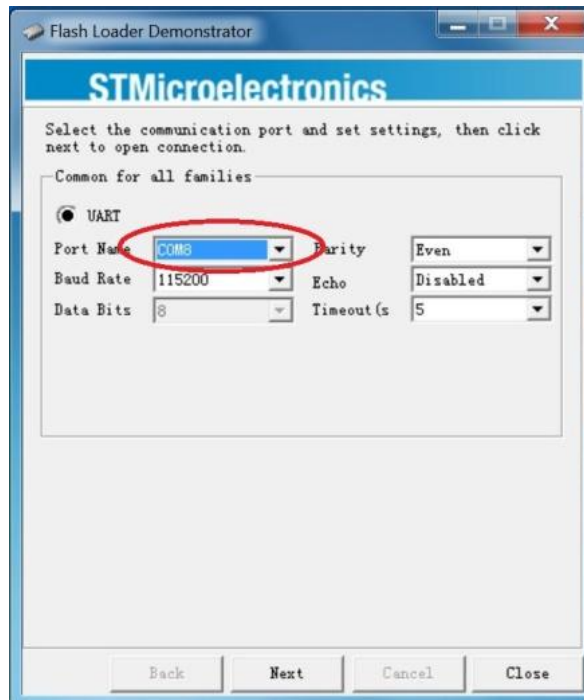 Flash Loader Demonstrator
STMicroelectronics
Select the communication port and set settings, then click
next to open connection.
Common for all families
UART
Port Name COM8 Parity Even
Baud Rate 115200 Echo Disabled
Data Bits 8 Timeout(s 5
Back Next Cancel Close